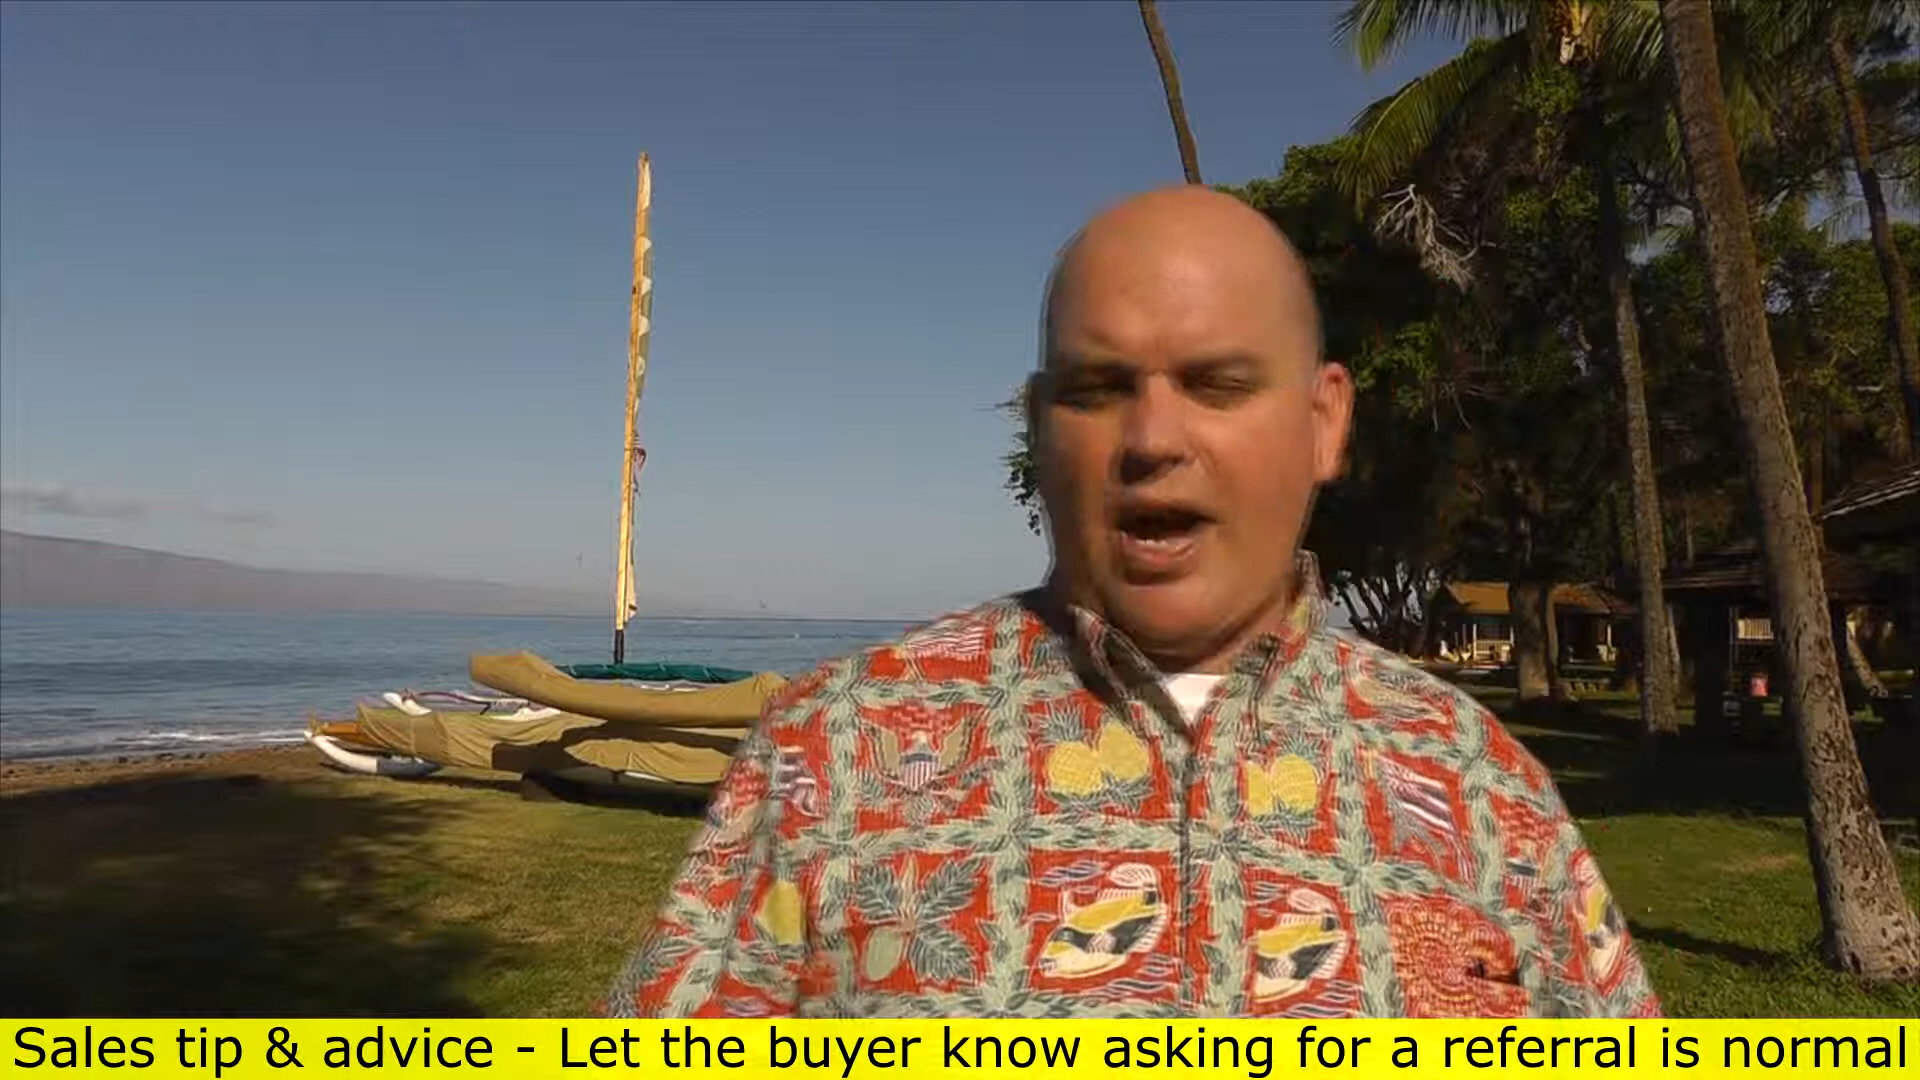 Sales tip & advice - Let the buyer know asking for a referral is normal